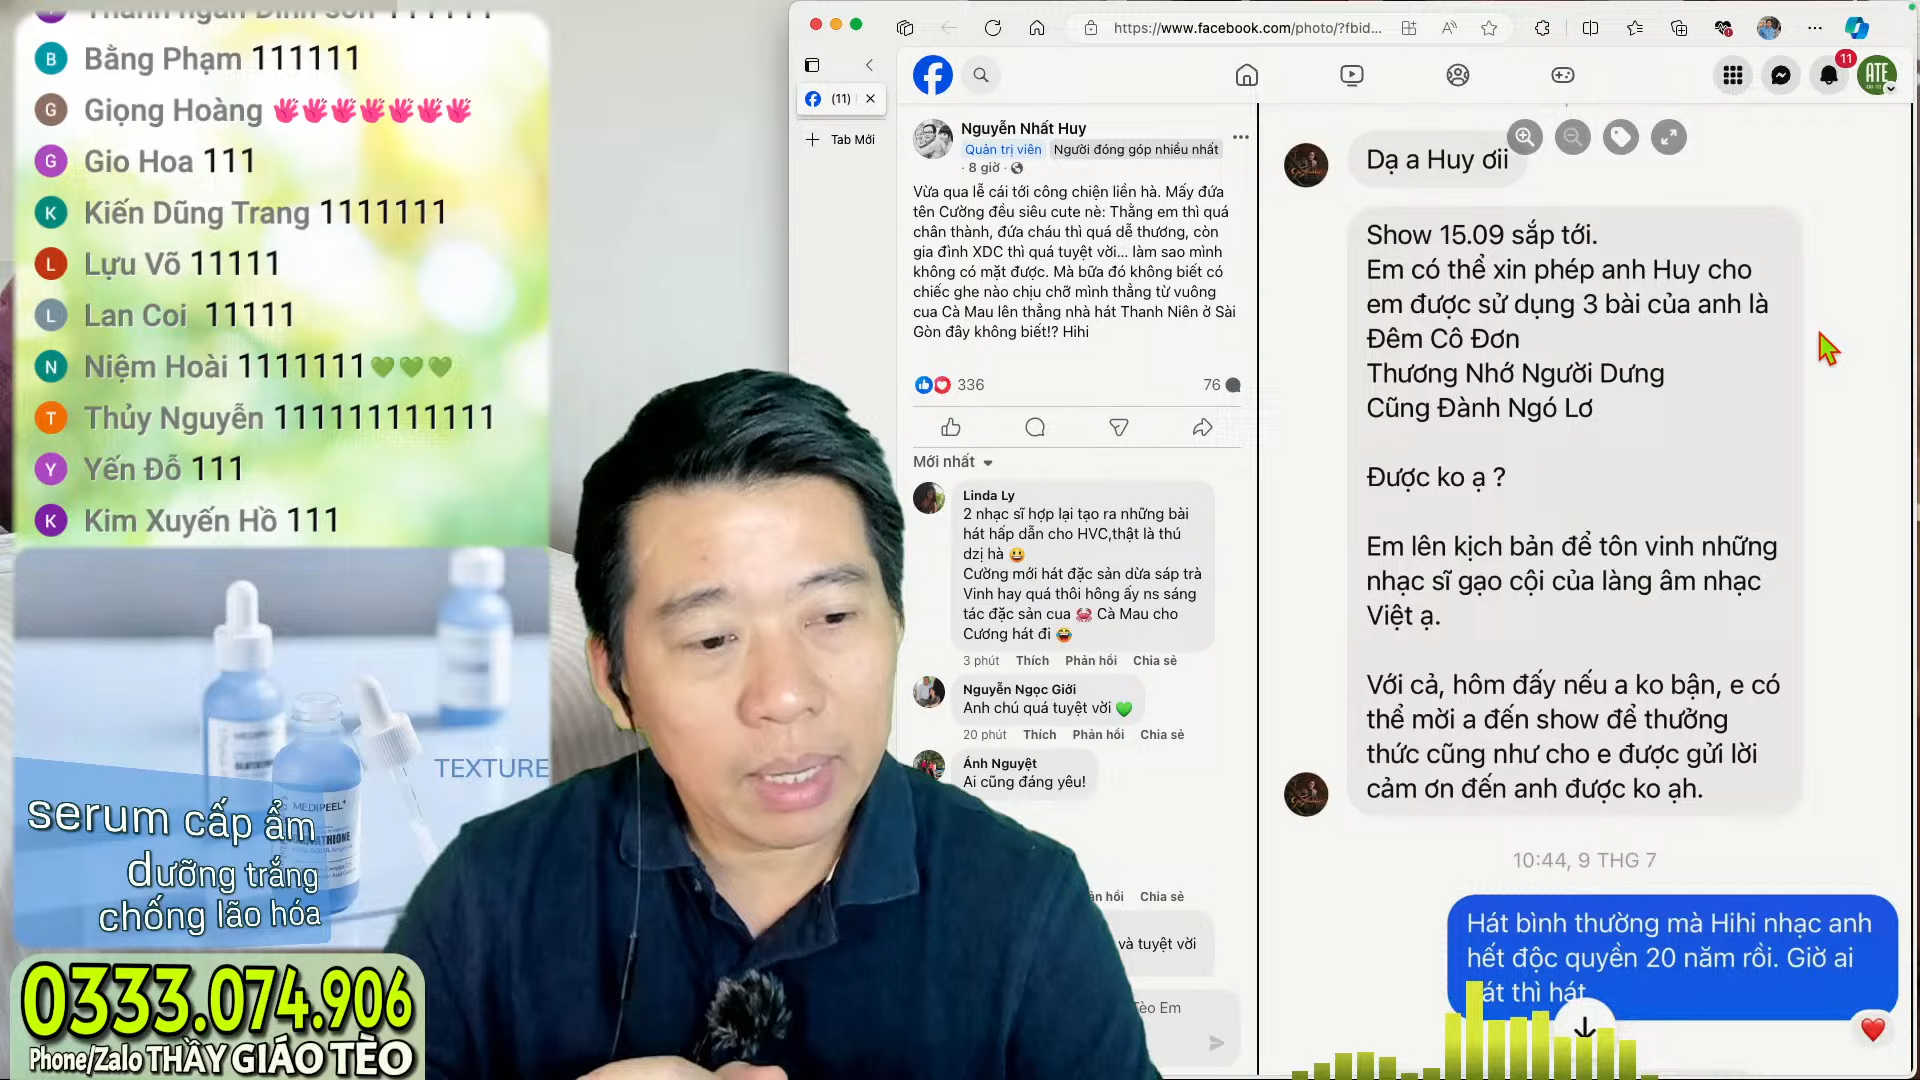 Bằng Phạm 111111
Giọng Hoàng
Gio Hoa 111
Kiến Dũng Trang 1111111
Lựu Võ 11111
Lan Coi 11111
Niệm Hoài 1111111
Thủy Nguyễn 111111111111
Yến Đỗ 111
Kim Xuyến Hồ 111
TEXTURE
MEDIPEEL+
serum cấp ẩm
dưỡng trắng
chống lão hóa
0333.074.906
Phone/Zalo THẦY GIÁO TÈO
https://www.facebook.com/photo/?fbid...
(11)
Tab Mới
11
ATE
Nguyễn Nhất Huy
Quản trị viên Người đóng góp nhiều nhất
· 8 giờ ·
Vừa qua lễ cái tới công chiện liền hà. Mấy đứa
tên Cường đều siêu cute nè: Thằng em thì quá
chân thành, đứa cháu thì quá dễ thương, còn
gia đình XDC thì quá tuyệt vời... làm sao mình
không có mặt được. Mà bữa đó không biết có
chiếc ghe nào chịu chở mình thẳng từ vuông
cua Cà Mau lên thẳng nhà hát Thanh Niên ở Sài
Gòn đây không biết!? Hihi
336
76
Mới nhất
Linda Ly
2 nhạc sĩ hợp lại tạo ra những bài
hát hấp dẫn cho HVC,thật là thú
dzị hà
Cường mới hát đặc sản dừa sáp trà
Vinh hay quá thôi hông ấy ns sáng
tác đặc sản cua Cà Mau cho
Cương hát đi
3 phút Thích Phản hồi Chia sẻ
Nguyễn Ngọc Giới
Anh chú quá tuyệt vời
20 phút Thích Phản hồi Chia sẻ
Ánh Nguyệt
Ai cũng đáng yêu!
hồi Chia sẻ
và tuyệt vời
Tèo Em
Dạ a Huy ơii
Show 15.09 sắp tới.
Em có thể xin phép anh Huy cho
em được sử dụng 3 bài của anh là
Đêm Cô Đơn
Thương Nhớ Người Dưng
Cũng Đành Ngó Lơ
Được ko ạ ?
Em lên kịch bản để tôn vinh những
nhạc sĩ gạo cội của làng âm nhạc
Việt ạ.
Với cả, hôm đấy nếu a ko bận, e có
thể mời a đến show để thưởng
thức cũng như cho e được gửi lời
cảm ơn đến anh được ko ạh.
10:44, 9 THG 7
Hát bình thường mà Hihi nhạc anh
hết độc quyền 20 năm rồi. Giờ ai
hát thì hát